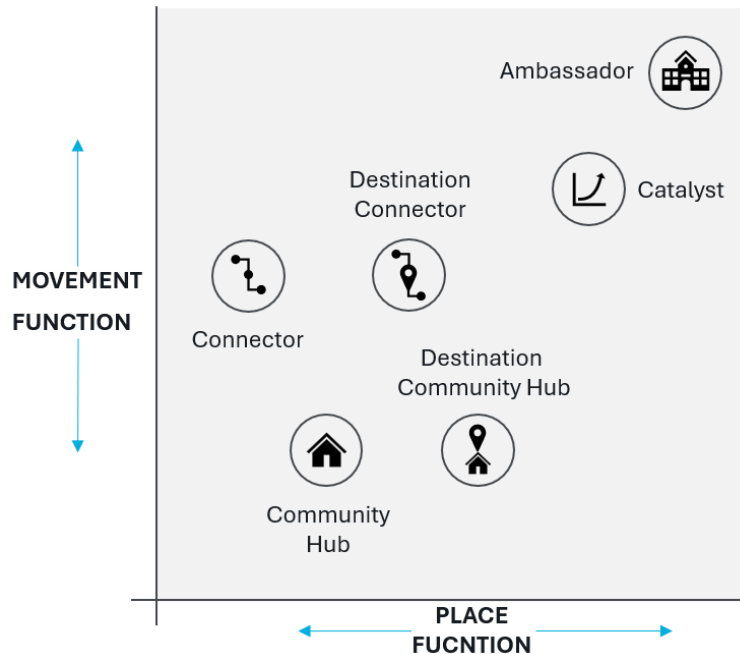 Ambassador
Destination
Connector
Catalyst
MOVEMENT
FUNCTION
Connector
Destination
Community Hub
Community
Hub
PLACE
FUCNTION